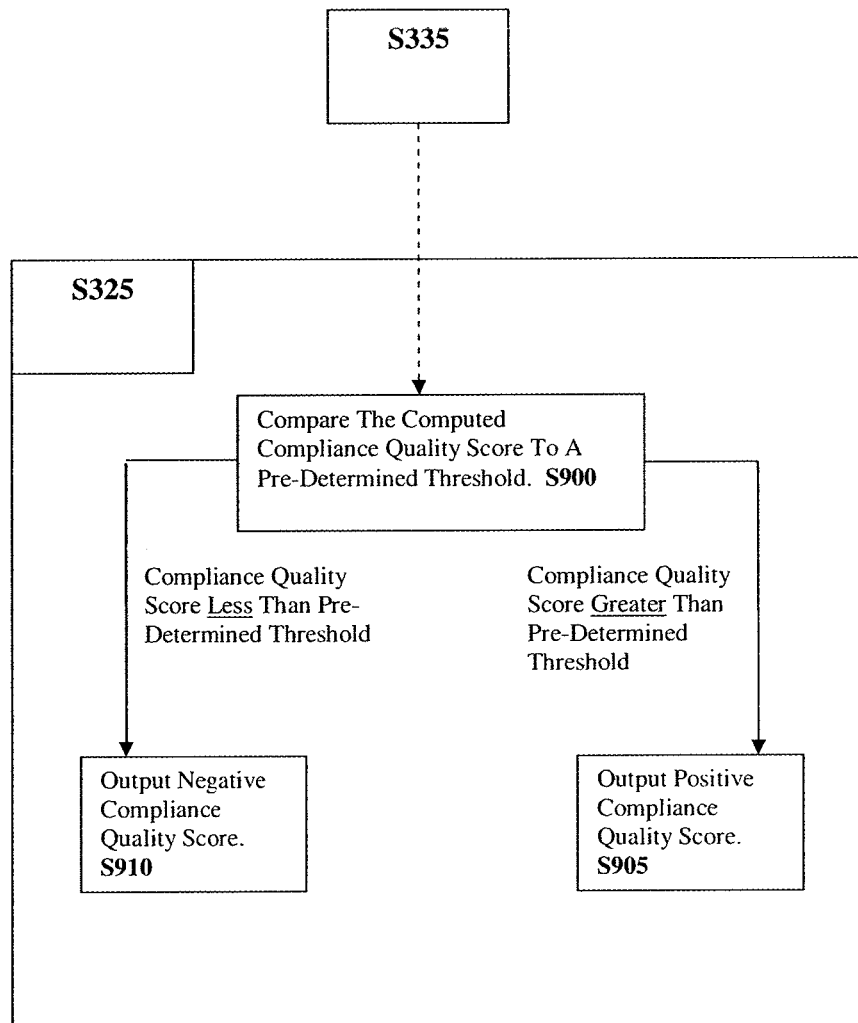 S335
S325
Compare The Computed
Compliance Quality Score To A
Pre-Determined Threshold. S900
Compliance Quality
Score Less Than Pre-
Determined Threshold
Compliance Quality
Score Greater Than
Pre-Determined
Threshold
Output Negative
Compliance
Quality Score.
S910
Output Positive
Compliance
Quality Score.
S905